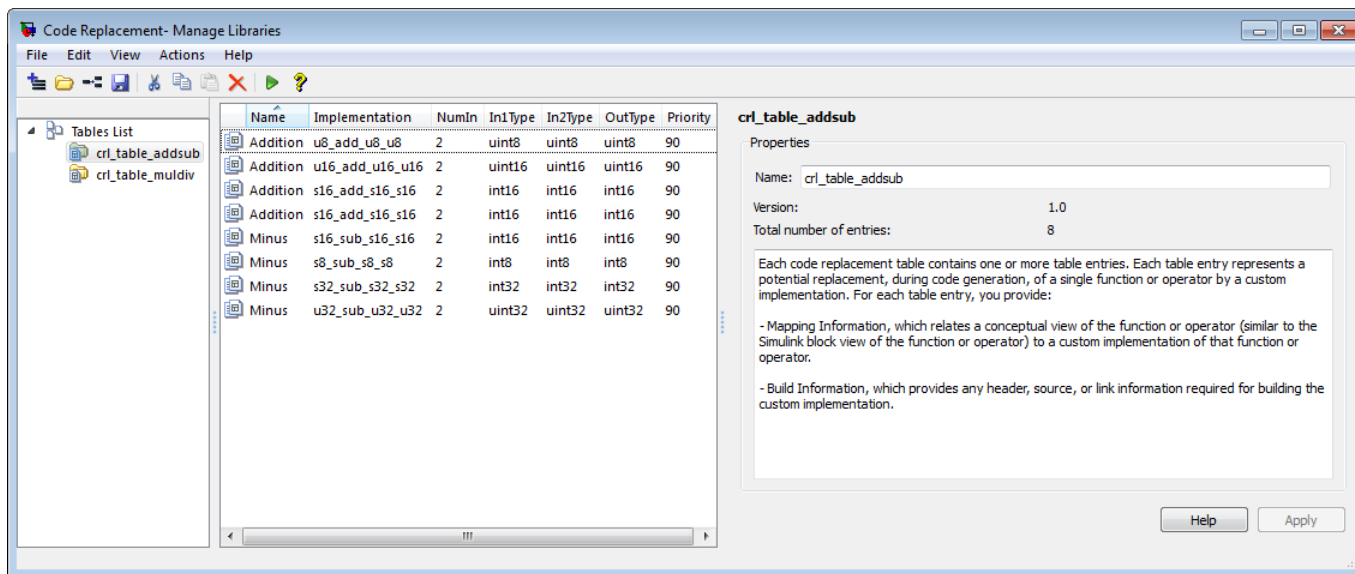 Code Replacement- Manage Libraries
File Edit View Actions Help
Tables List
crl_table_addsub
crl_table_muldiv
Name Implementation NumIn In1Type In2Type OutType Priority
Addition u8_add_u8_u8 2 uint8 uint8 uint8 90
Addition u16_add_u16_u16 2 uint16 uint16 uint16 90
Addition s16_add_s16_s16 2 int16 int16 int16 90
Addition s16_add_s16_s16 2 int16 int16 int16 90
Minus s16_sub_s16_s16 2 int16 int16 int16 90
Minus s8_sub_s8_s8 2 int8 int8 int8 90
Minus s32_sub_s32_s32 2 int32 int32 int32 90
Minus u32_sub_u32_u32 2 uint32 uint32 uint32 90
crl_table_addsub
Properties
Name: crl_table_addsub
Version: 1.0
Total number of entries: 8
Each code replacement table contains one or more table entries. Each table entry represents a
potential replacement, during code generation, of a single function or operator by a custom
implementation. For each table entry, you provide:
- Mapping Information, which relates a conceptual view of the function or operator (similar to the
Simulink block view of the function or operator) to a custom implementation of that function or
operator.
- Build Information, which provides any header, source, or link information required for building the
custom implementation.
Help Apply